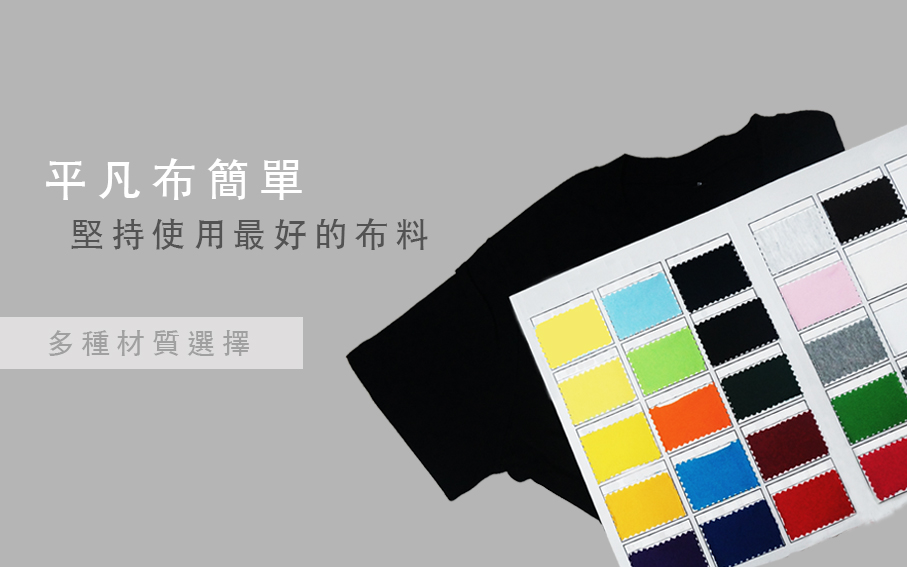 平凡布簡單
堅持使用最好的布料
多種材質選擇